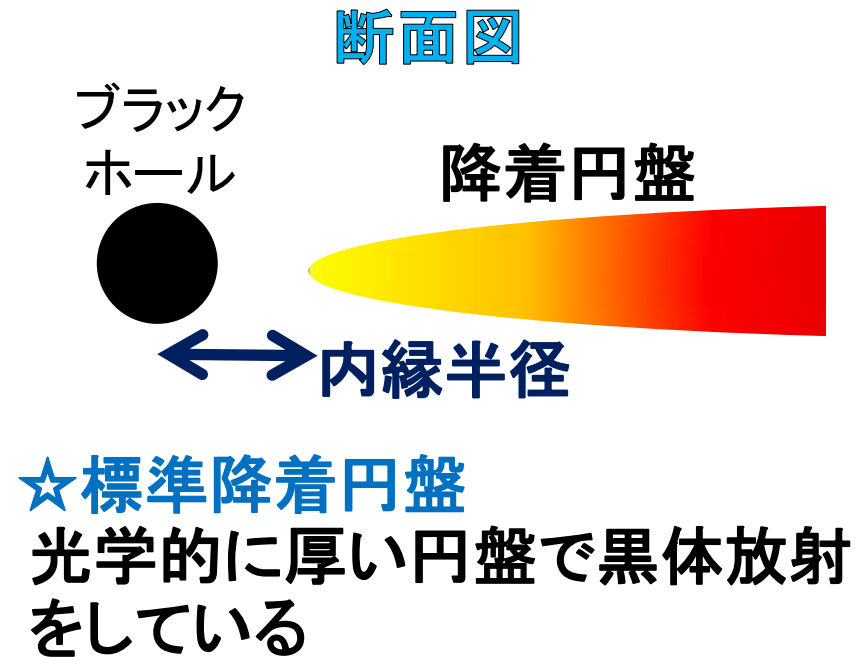 断面図
ブラック
ホール
降着円盤
内縁半径
☆標準降着円盤
光学的に厚い円盤で黒体放射
をしている